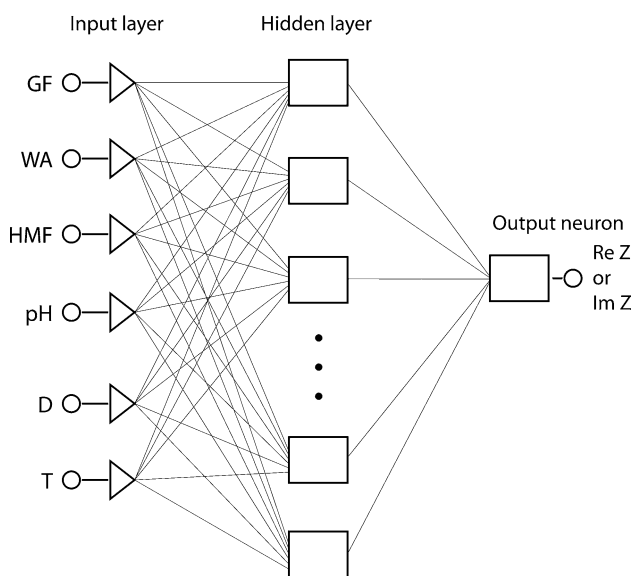 Input layer
Hidden layer
GF
WA
HMF
pH
D
T
Output neuron
Re Z
or
Im Z